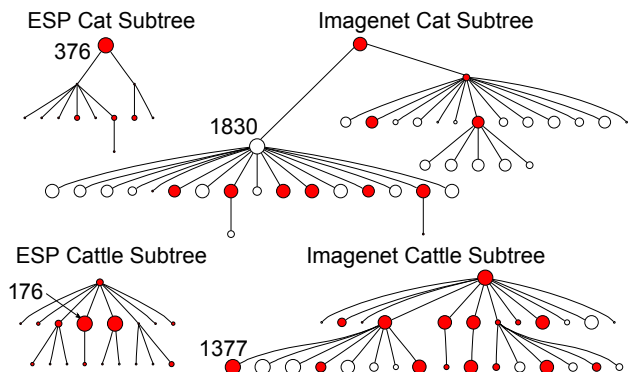 ESP Cat Subtree
Imagenet Cat Subtree
376
1830
ESP Cattle Subtree
Imagenet Cattle Subtree
176
1377